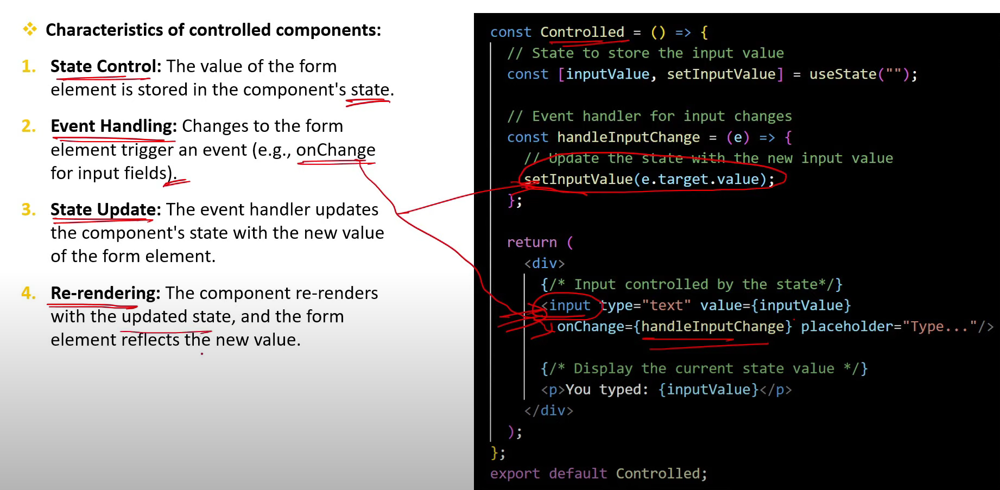 ❖ Characteristics of controlled components:
1. State Control: The value of the form
element is stored in the component's state.
2. Event Handling: Changes to the form
element trigger an event (e.g., onChange
for input fields).
3. State Update: The event handler updates
the component's state with the new value
of the form element.
4. Re-rendering: The component re-renders
with the updated state, and the form
element reflects the new value.
const Controlled = () => {
// State to store the input value
const [inputValue, setInputValue] = useState("");
// Event handler for input changes
const handleInputChange = (e) => {
// Update the state with the new input value
setInputValue(e.target.value);
};
return (
<div>
{/* Input controlled by the state*/}
<input type="text" value={inputValue}
onChange={handleInputChange} placeholder="Type..."/>
{/* Display the current state value */}
<p>You typed: {inputValue}</p>
</div>
);
};
export default Controlled;